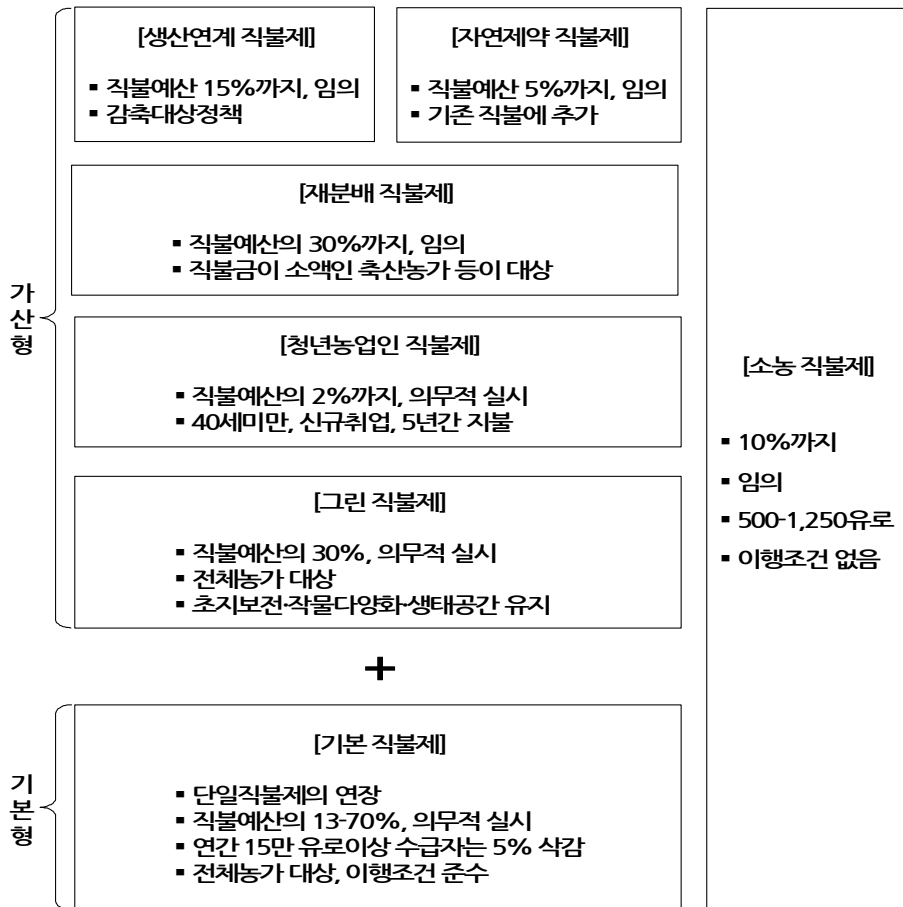 [생산연계 직불제]
▪ 직불예산 15%까지, 임의
▪ 감축대상정책
[자연제약 직불제]
▪ 직불예산 5%까지, 임의
▪ 기존 직불에 추가
[재분배 직불제]
▪ 직불예산의 30%까지, 임의
▪ 직불금이 소액인 축산농가 등이 대상
가산형
[청년농업인 직불제]
▪ 직불예산의 2%까지, 의무적 실시
▪ 40세미만, 신규취업, 5년간 지불
[그린 직불제]
▪ 직불예산의 30%, 의무적 실시
▪ 전체농가 대상
▪ 초지보전·작물다양화·생태공간 유지
+
기본형
[기본 직불제]
▪ 단일직불제의 연장
▪ 직불예산의 13-70%, 의무적 실시
▪ 연간 15만 유로이상 수급자는 5% 삭감
▪ 전체농가 대상, 이행조건 준수
[소농 직불제]
▪ 10%까지
▪ 임의
▪ 500-1,250유로
▪ 이행조건 없음